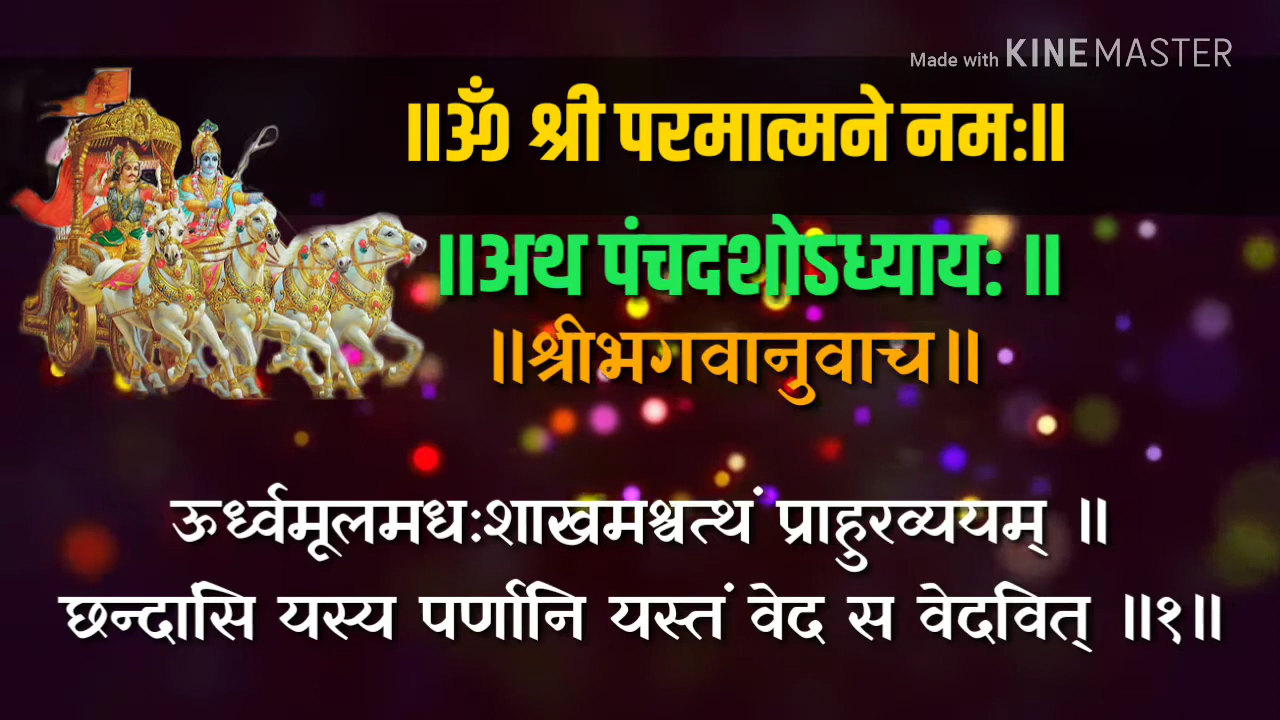 Made with KINEMASTER
॥ॐ श्री परमात्मने नमः॥
॥अथ पंचदशोऽध्यायः ॥
॥श्रीभगवानुवाच॥
ऊर्ध्वमूलमधःशाखमश्वत्थं प्राहुरव्ययम् ॥
छन्दांसि यस्य पर्णानि यस्तं वेद स वेदवित् ॥१॥